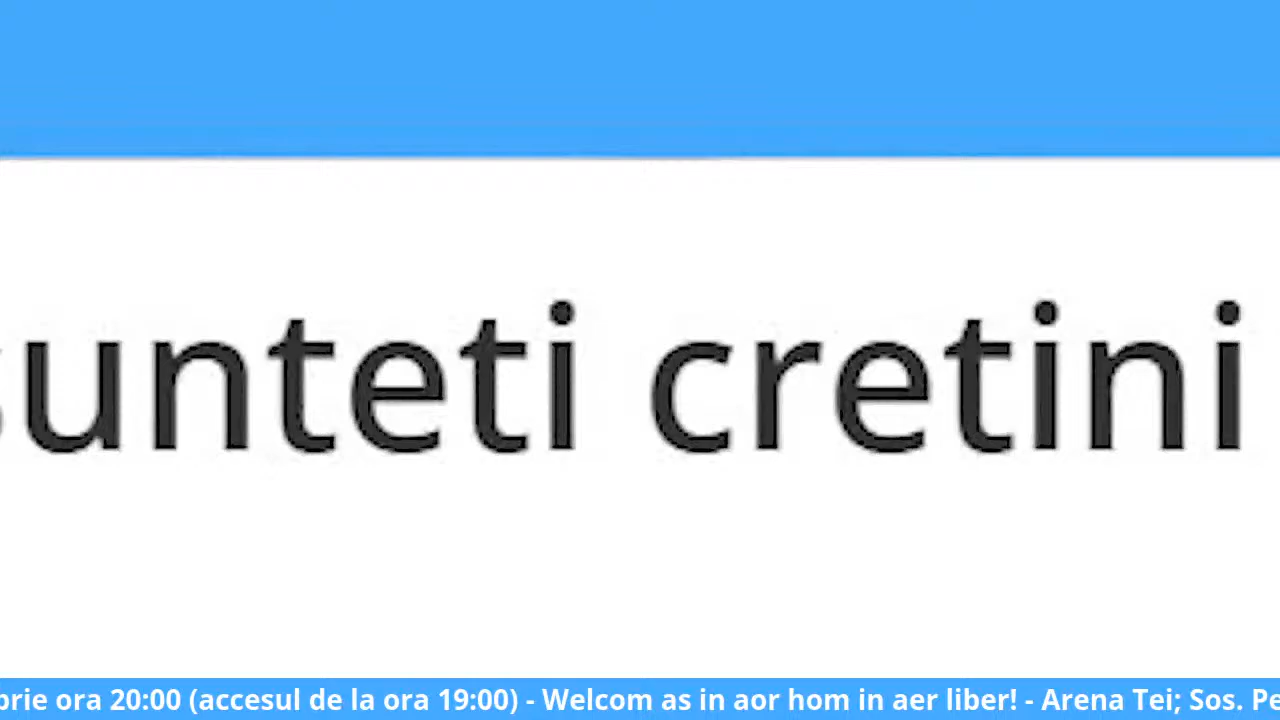 sunteti cretini
brie ora 20:00 (accesul de la ora 19:00) - Welcom as in aor hom in aer liber! - Arena Tei; Sos. Pe